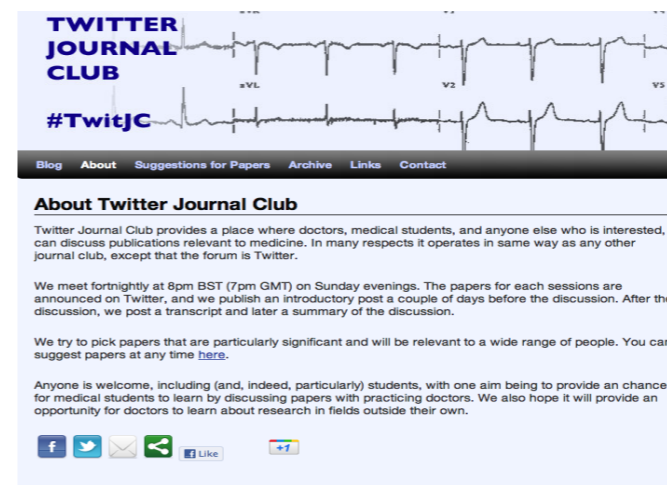 TWITTER
JOURNAL
CLUB
#TwitJC
aVR
V1
aVL
V2
V5
Blog About Suggestions for Papers Archive Links Contact
About Twitter Journal Club
Twitter Journal Club provides a place where doctors, medical students, and anyone else who is interested,
can discuss publications relevant to medicine. In many respects it operates in same way as any other
journal club, except that the forum is Twitter.
We meet fortnightly at 8pm BST (7pm GMT) on Sunday evenings. The papers for each sessions are
announced on Twitter, and we publish an introductory post a couple of days before the discussion. After the
discussion, we post a transcript and later a summary of the discussion.
We try to pick papers that are particularly significant and will be relevant to a wide range of people. You can
suggest papers at any time here.
Anyone is welcome, including (and, indeed, particularly) students, with one aim being to provide an chance
for medical students to learn by discussing papers with practicing doctors. We also hope it will provide an
opportunity for doctors to learn about research in fields outside their own.
f Like +1